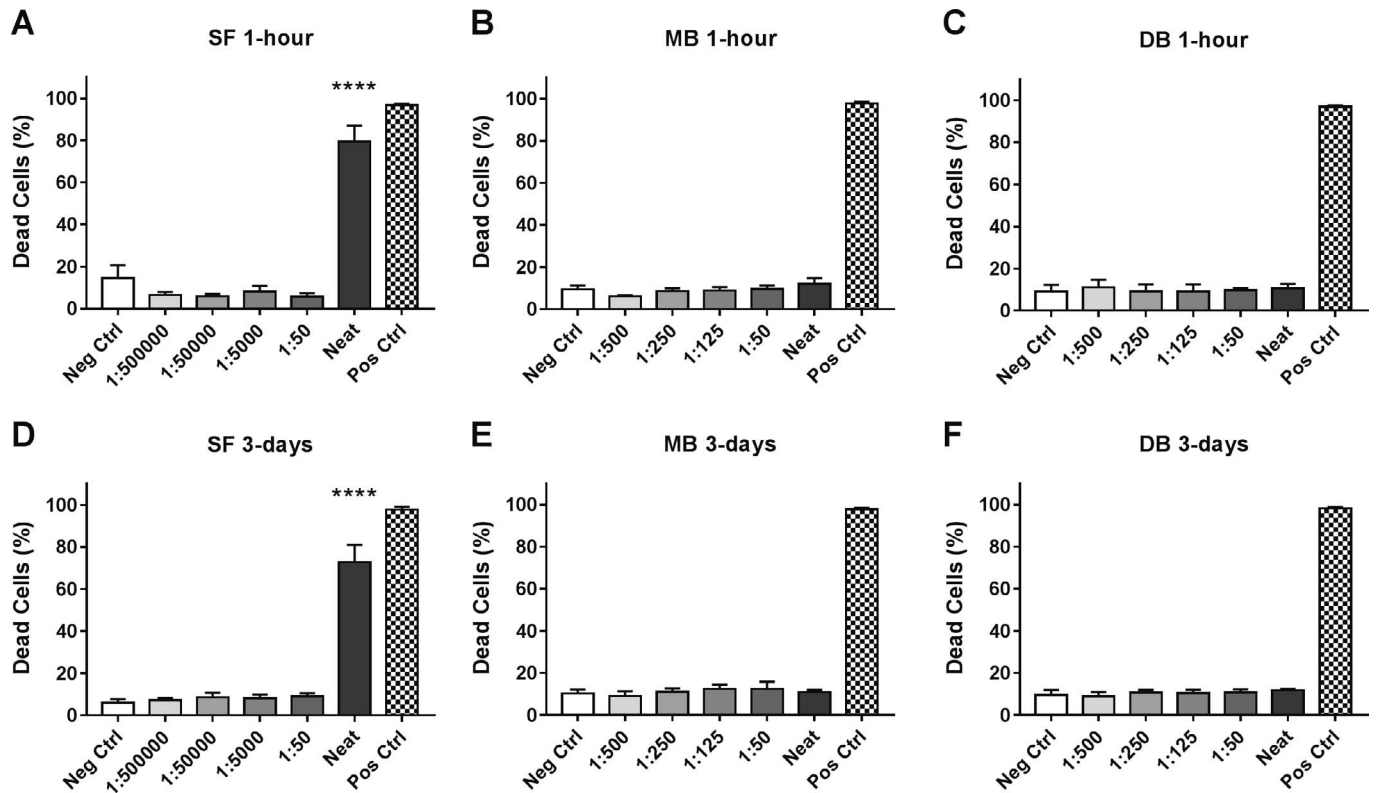 A
SF 1-hour
Dead Cells (%)
100
80
60
40
20
0
****
Neg Ctrl
1:500000
1:50000
1:5000
1:50
Neat
Pos Ctrl
B
MB 1-hour
Dead Cells (%)
100
80
60
40
20
0
Neg Ctrl
1:500
1:250
1:125
1:50
Neat
Pos Ctrl
C
DB 1-hour
Dead Cells (%)
100
80
60
40
20
0
Neg Ctrl
1:500
1:250
1:125
1:50
Neat
Pos Ctrl
D
SF 3-days
Dead Cells (%)
100
80
60
40
20
0
****
Neg Ctrl
1:500000
1:50000
1:5000
1:50
Neat
Pos Ctrl
E
MB 3-days
Dead Cells (%)
100
80
60
40
20
0
Neg Ctrl
1:500
1:250
1:125
1:50
Neat
Pos Ctrl
F
DB 3-days
Dead Cells (%)
100
80
60
40
20
0
Neg Ctrl
1:500
1:250
1:125
1:50
Neat
Pos Ctrl